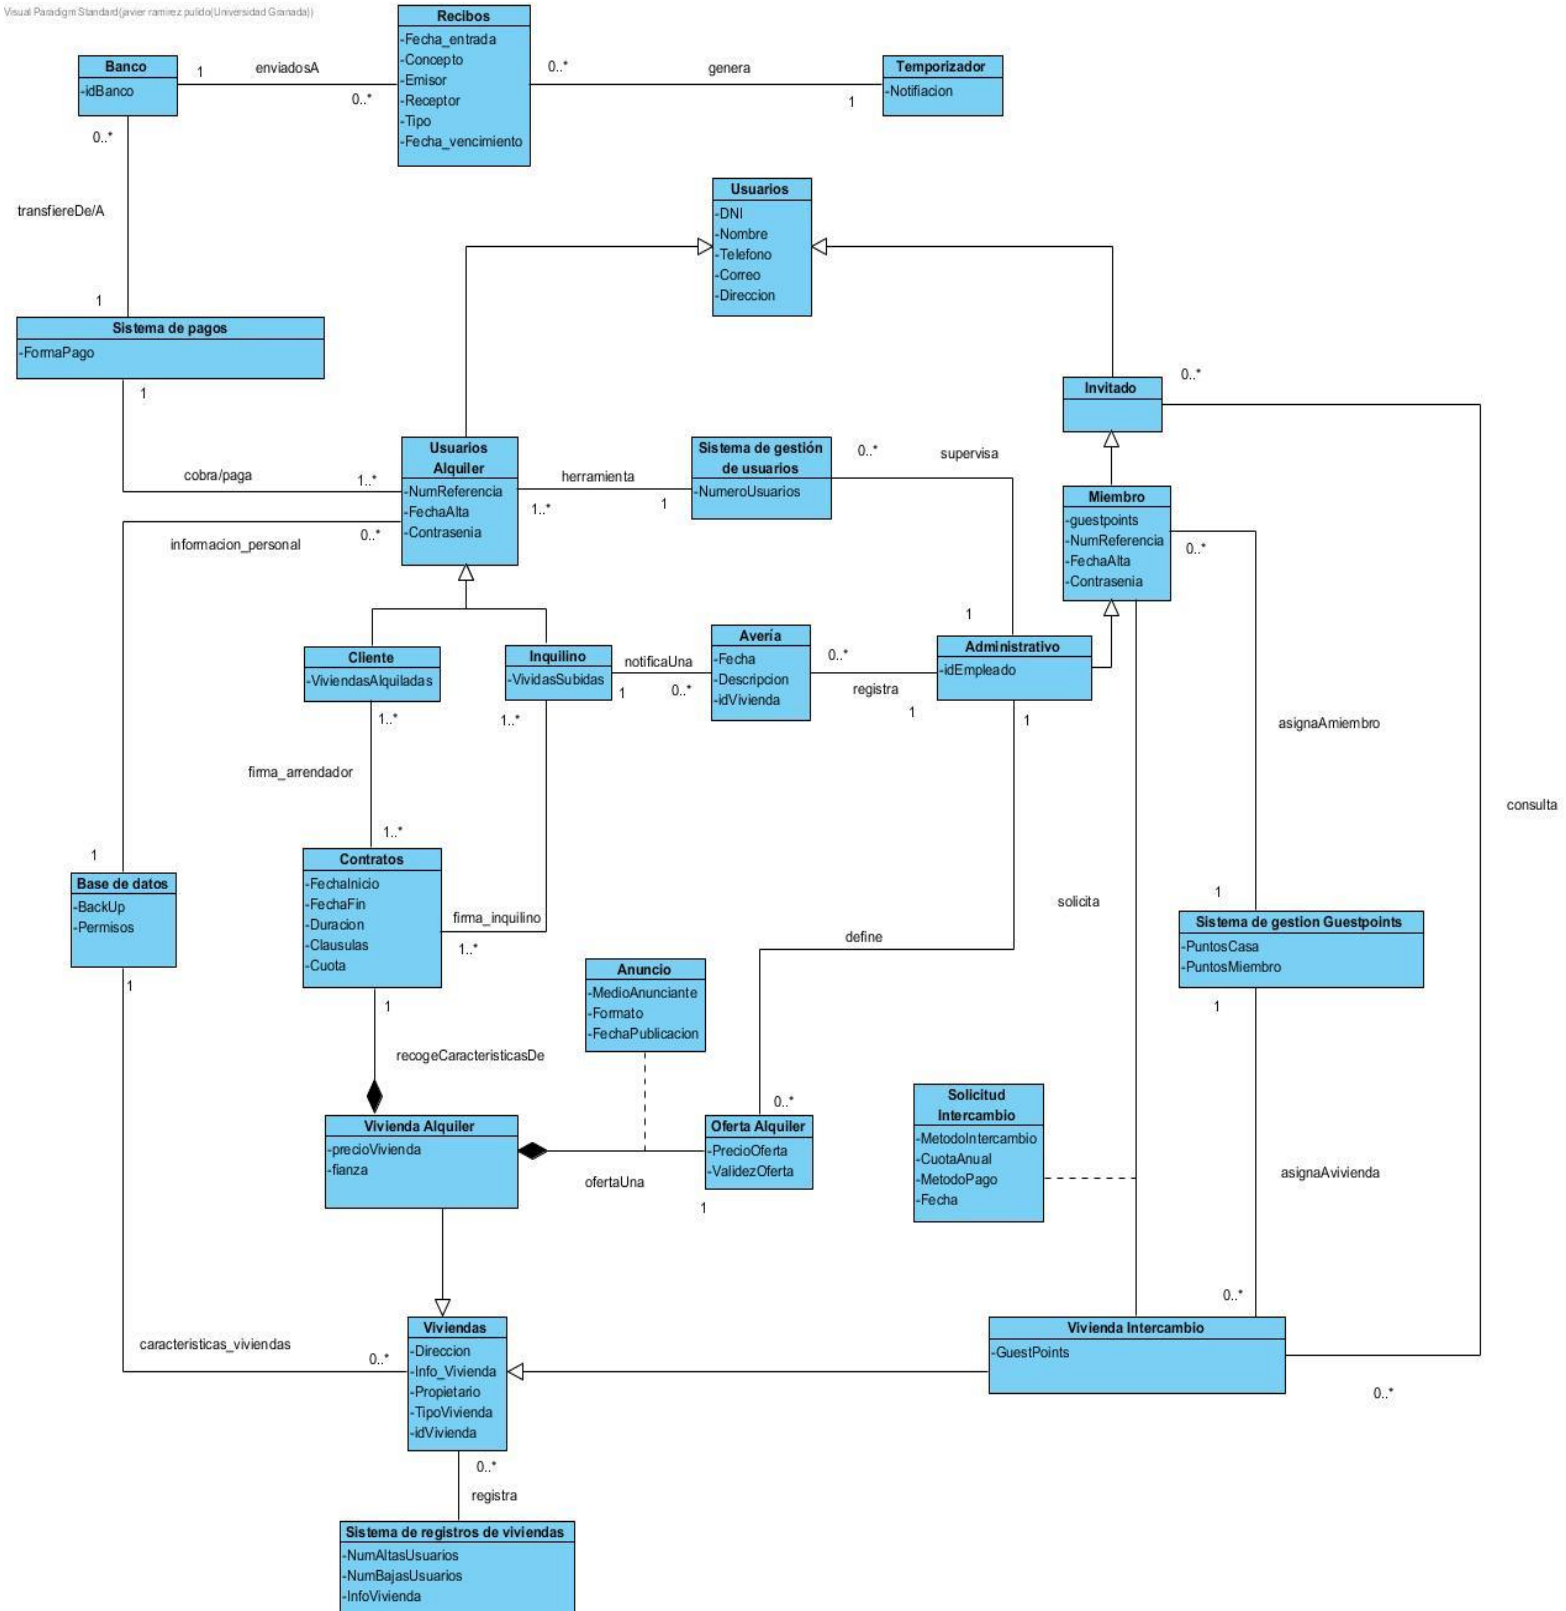 Visual Paradigm Standard(javier ramirez pulido(Universidad Granada))
Recibos
-Fecha_entrada
-Concepto
-Emisor
-Receptor
-Tipo
-Fecha_vencimiento
Banco
-idBanco
1
enviadosA
0..*
0..*
genera
1
Temporizador
-Notifiacion
0..*
transfiereDe/A
1
Usuarios
-DNI
-Nombre
-Telefono
-Correo
-Direccion
Sistema de pagos
-FormaPago
1
cobra/paga
1..*
Invitado
0..*
Usuarios
Alquiler
-NumReferencia
-FechaAlta
-Contrasenia
herramienta
1..*
1
Sistema de gestión
de usuarios
-NumeroUsuarios
0..*
supervisa
1
Miembro
-guestpoints
-NumReferencia
-FechaAlta
-Contrasenia
0..*
informacion_personal
0..*
Cliente
-ViviendasAlquiladas
1..*
Inquilino
-VividasSubidas
1..*
notificaUna
1
0..*
Avería
-Fecha
-Descripcion
-idVivienda
0..*
registra
1
Administrativo
-idEmpleado
1
asignaAmiembro
consulta
firma_arrendador
1..*
1
Base de datos
-BackUp
-Permisos
1
Contratos
-FechaInicio
-FechaFin
-Duracion
-Clausulas
-Cuota
firma_inquilino
1..*
1
solicita
define
1
Sistema de gestion Guestpoints
-PuntosCasa
-PuntosMiembro
1
Anuncio
-MedioAnunciante
-Formato
-FechaPublicacion
recogeCaracteristicasDe
Vivienda Alquiler
-precioVivienda
-fianza
ofertaUna
0..*
Oferta Alquiler
-PrecioOferta
-ValidezOferta
1
Solicitud
Intercambio
-MetodoIntercambio
-CuotaAnual
-MetodoPago
-Fecha
asignaAvivienda
0..*
caracteristicas_viviendas
0..*
Viviendas
-Direccion
-Info_Vivienda
-Propietario
-TipoVivienda
-idVivienda
Vivienda Intercambio
-GuestPoints
0..*
0..*
registra
Sistema de registros de viviendas
-NumAltasUsuarios
-NumBajasUsuarios
-InfoVivienda